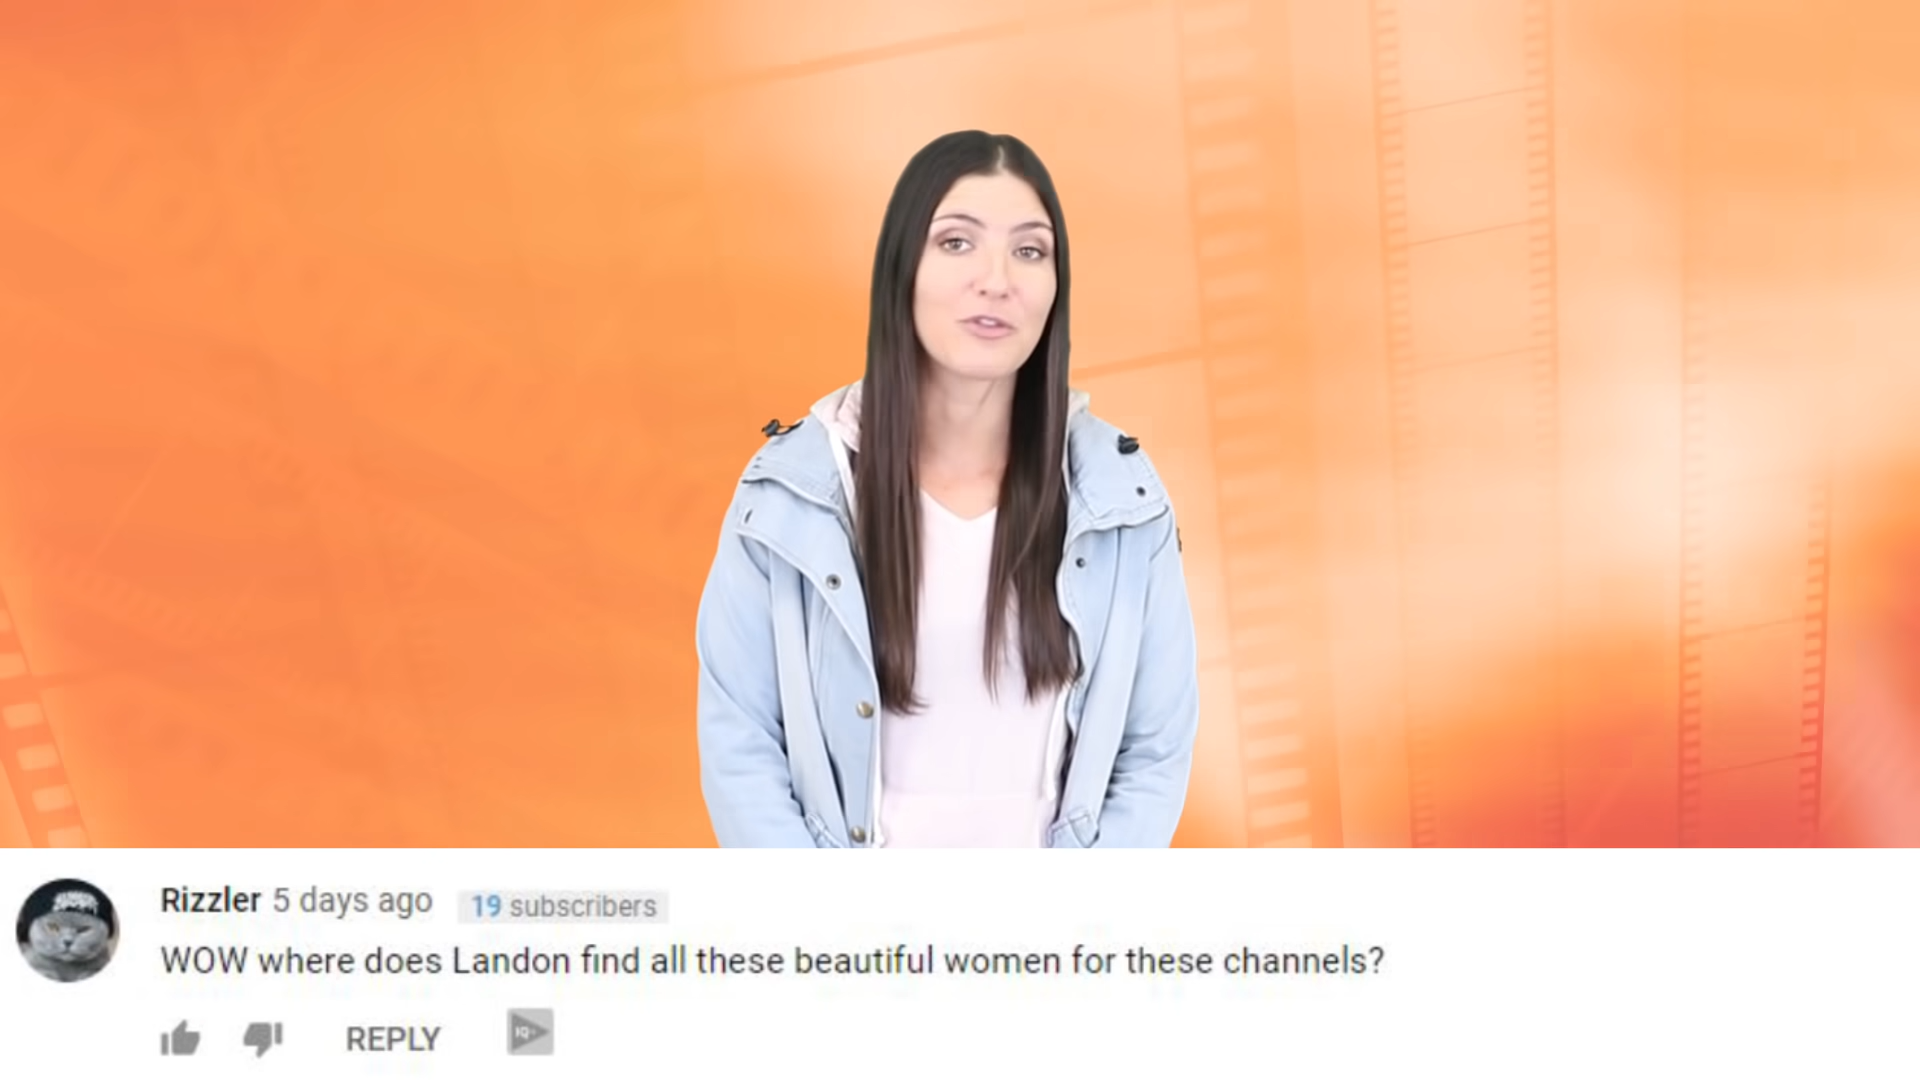 Rizzler 5 days ago 19 subscribers
WOW where does Landon find all these beautiful women for these channels?
REPLY IQ